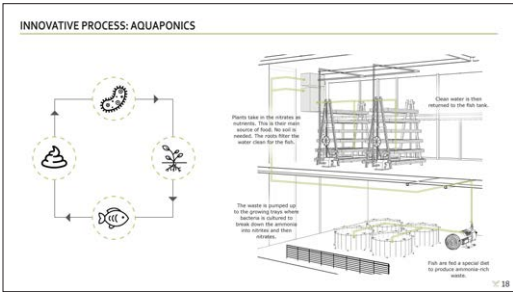 INNOVATIVE PROCESS: AQUAPONICS
Plants take in the nitrates as
nutrients. This is their main
source of food. No soil is
needed. The roots filter the
water clean for the fish.
Clean water is then
returned to the fish tank.
The waste is pumped up
to the growing trays where
bacteria is cultured to
break down the ammonia
into nitrites and then
nitrates.
Fish are fed a special diet
to produce ammonia-rich
waste.
18